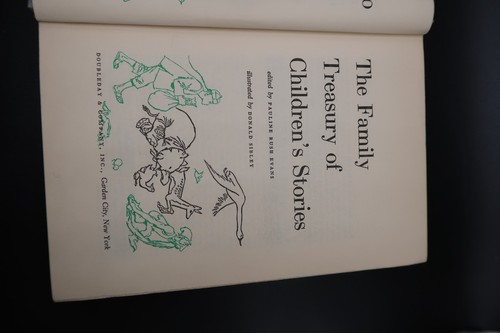 The Family
Treasury of
Children's Stories
edited by PAULINE RUSH EVANS
illustrated by DONALD SIBLEY
DOUBLEDAY & COMPANY, INC., Garden City, New York